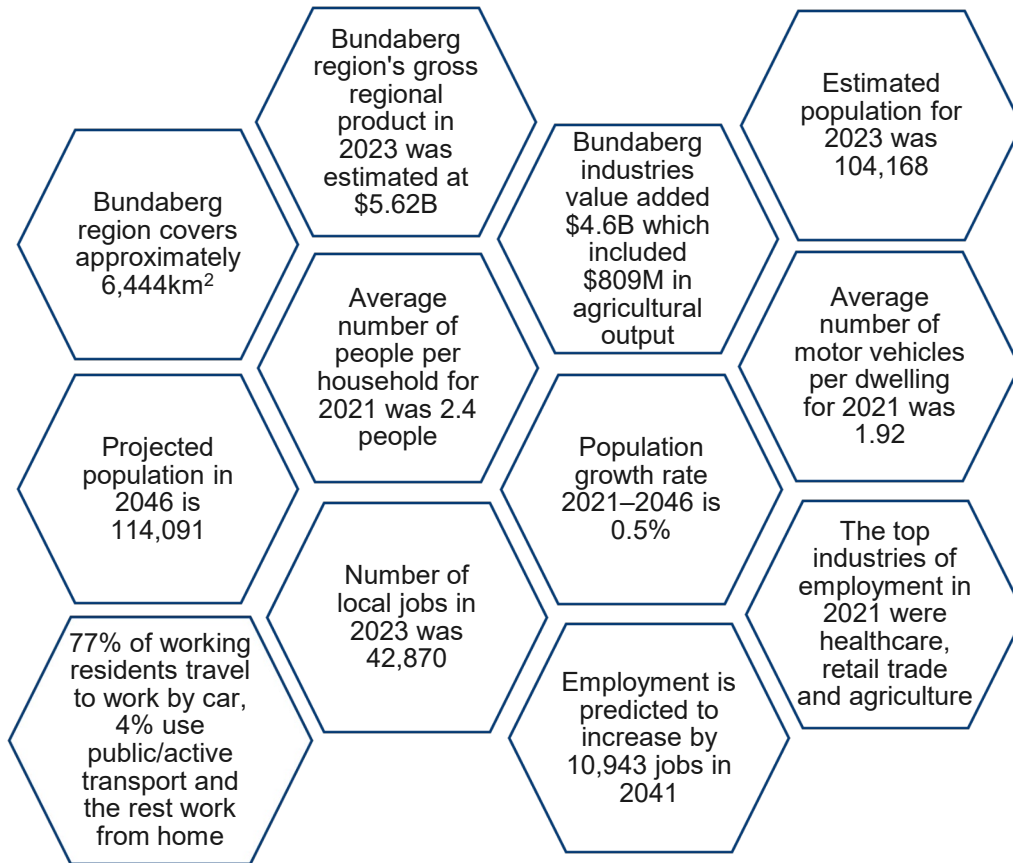 Bundaberg
region's gross
regional
product in
2023 was
estimated at
$5.62B
Estimated
population for
2023 was
104,168
Bundaberg
region covers
approximately
6,444km²
Bundaberg
industries
value added
$4.6B which
included
$809M in
agricultural
output
Average
number of
people per
household for
2021 was 2.4
people
Average
number of
motor vehicles
per dwelling
for 2021 was
1.92
Projected
population in
2046 is
114,091
Population
growth rate
2021–2046 is
0.5%
Number of
local jobs in
2023 was
42,870
The top
industries of
employment in
2021 were
healthcare,
retail trade
and agriculture
77% of working
residents travel
to work by car,
4% use
public/active
transport and
the rest work
from home
Employment is
predicted to
increase by
10,943 jobs in
2041